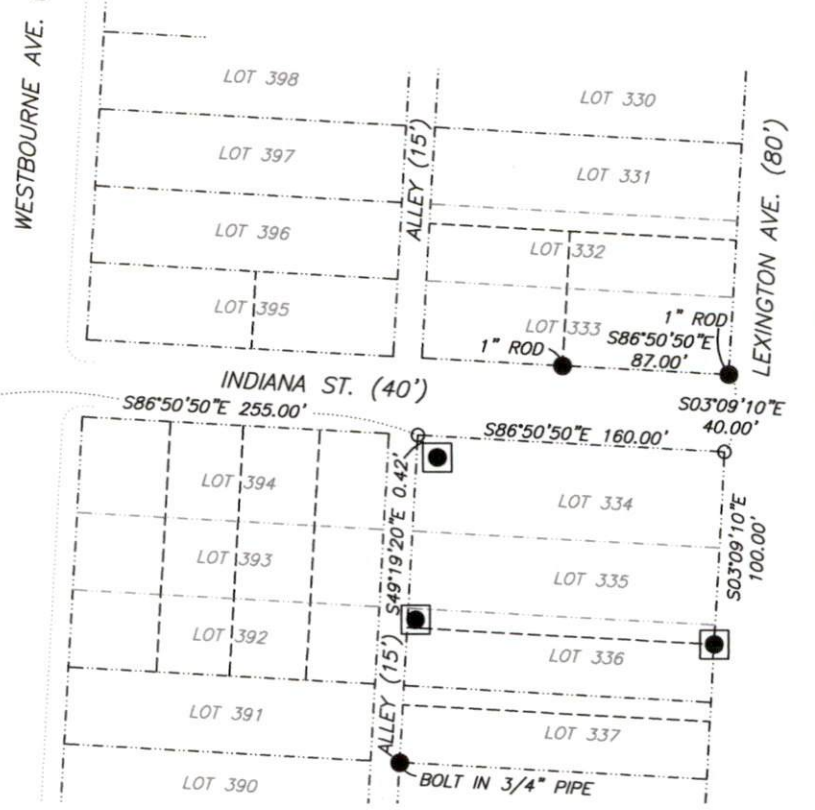 WESTBOURNE AVE.
LOT 398
LOT 330
LOT 397
ALLEY (15')
LOT 331
LEXINGTON AVE. (80')
LOT 396
LOT 332
LOT 395
LOT 333
1" ROD
1" ROD
S86°50'50"E
87.00'
INDIANA ST. (40')
S86°50'50"E 255.00'
S03°09'10"E
40.00'
S86°50'50"E 160.00'
LOT 394
S49°19'20"E 0.42'
LOT 334
S03°09'10"E
100.00'
LOT 393
LOT 335
LOT 392
LOT 336
ALLEY (15')
LOT 391
LOT 337
LOT 390
BOLT IN 3/4" PIPE